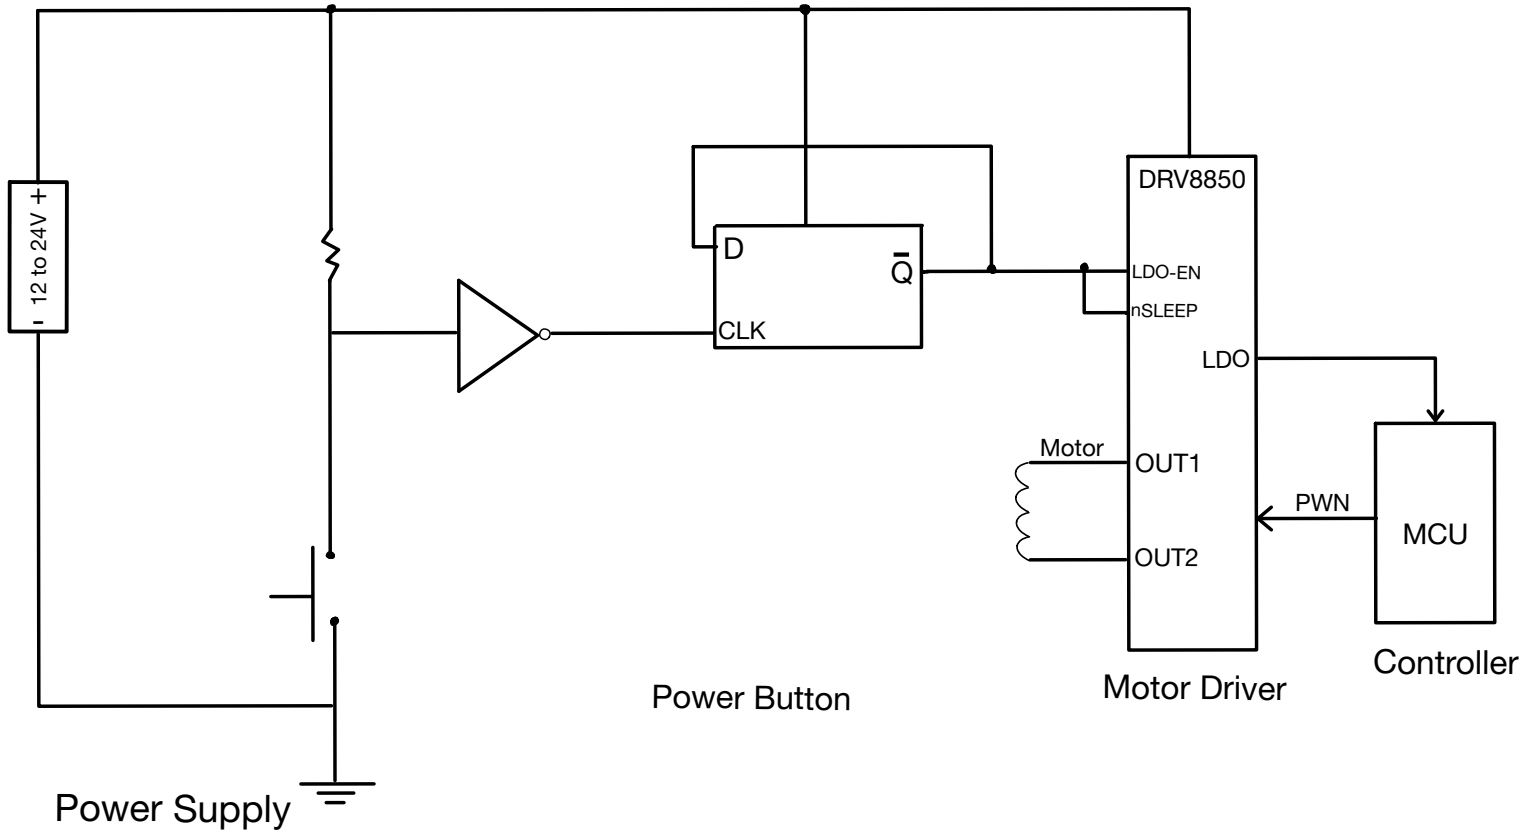 DRV8850
12 to 24V
+
-
D
Q̅
CLK
LDO-EN
nSLEEP
LDO
Motor
OUT1
OUT2
PWN
MCU
Controller
Motor Driver
Power Button
Power Supply